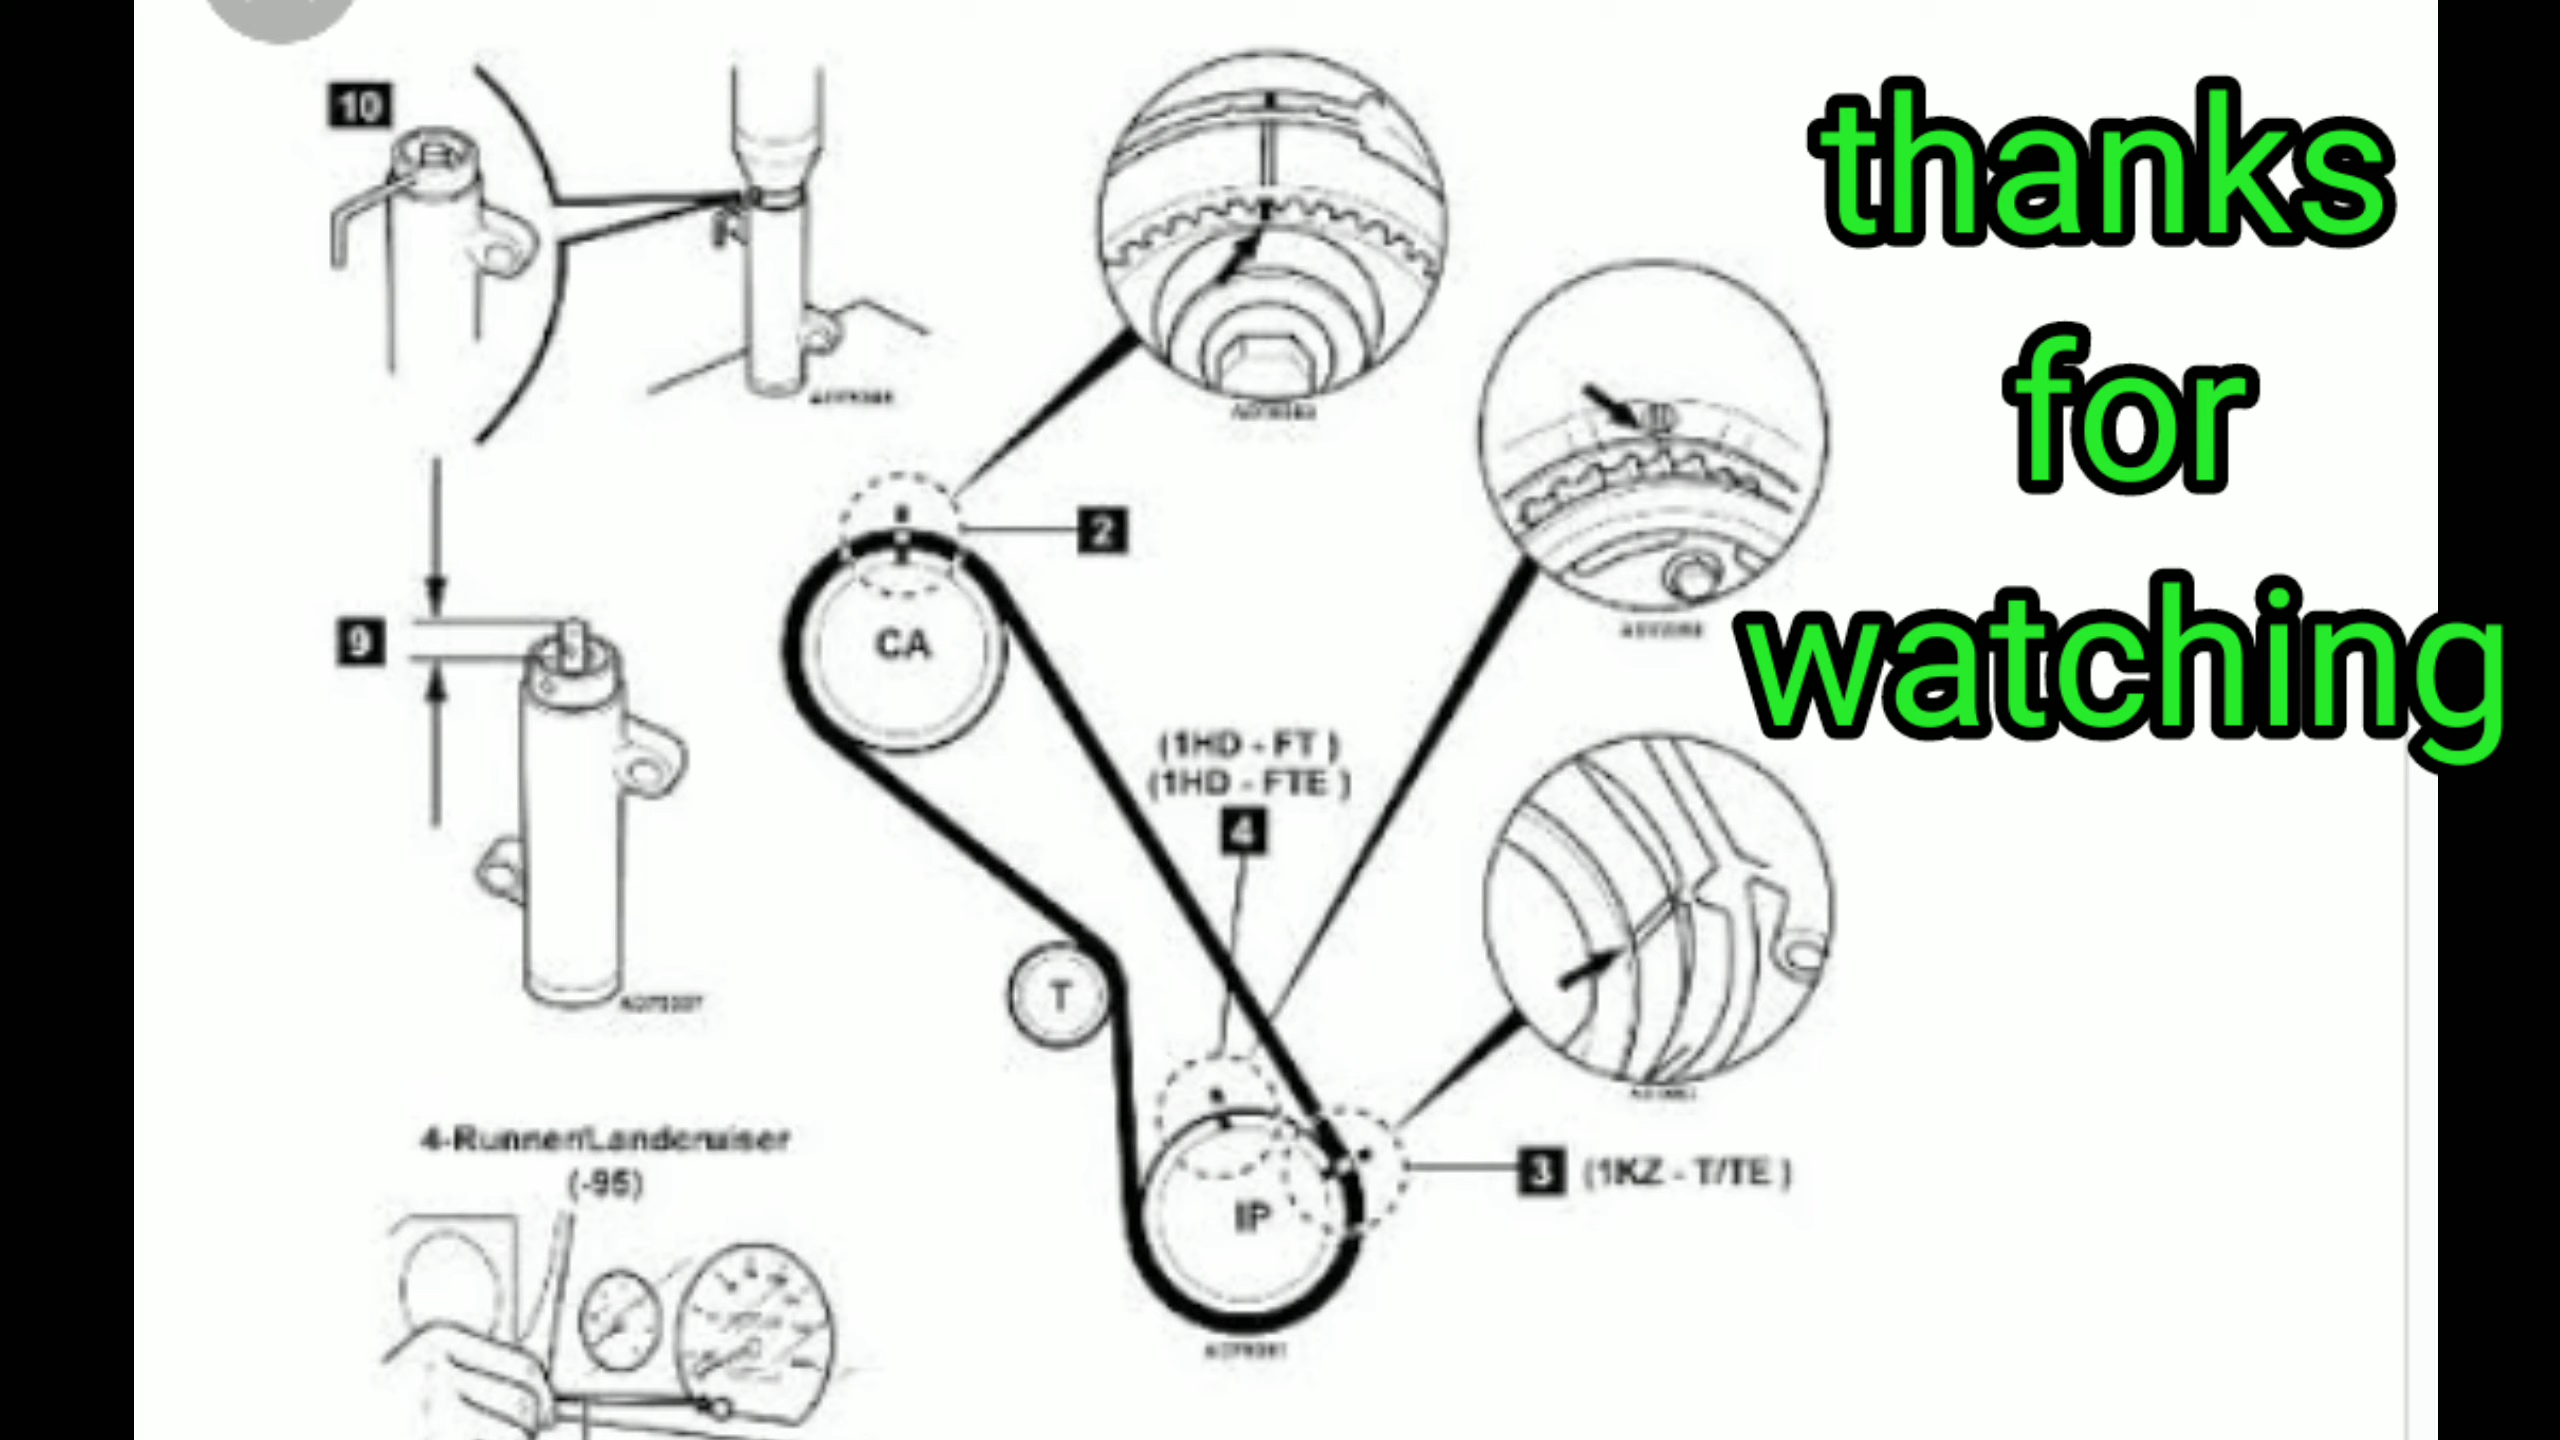 thanks
for
watching
10
2
CA
9
(1HD - FT )
(1HD - FTE )
4
T
4-Runner/Landcruiser
(-95)
3 (1KZ - T/TE )
IP